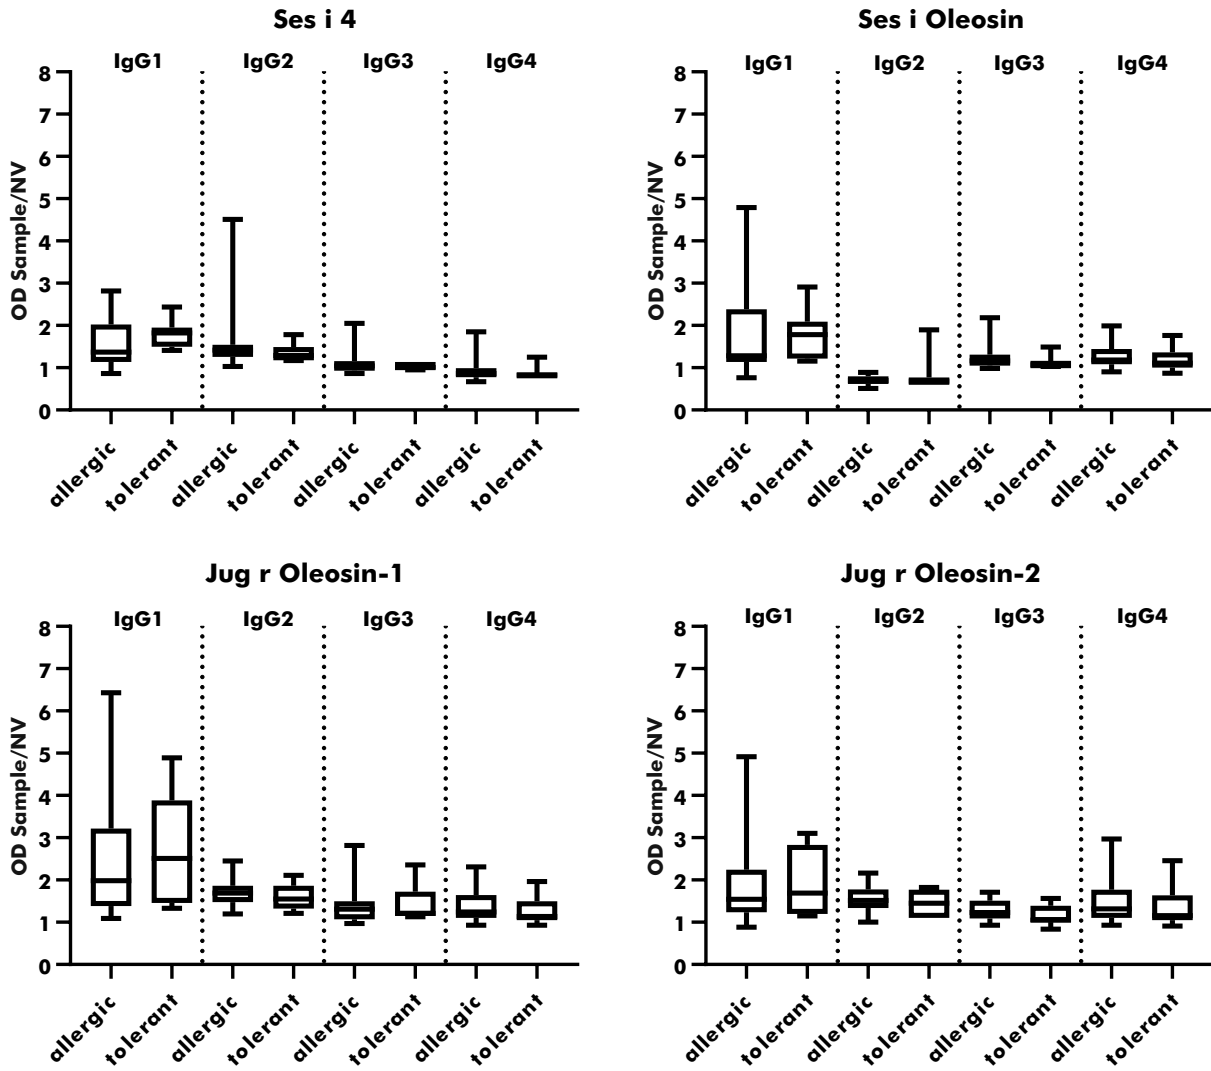 Ses i 4
IgG1 IgG2 IgG3 IgG4
OD Sample/NV
8
7
6
5
4
3
2
1
0
allergic tolerant allergic tolerant allergic tolerant allergic tolerant
Ses i Oleosin
IgG1 IgG2 IgG3 IgG4
OD Sample/NV
8
7
6
5
4
3
2
1
0
allergic tolerant allergic tolerant allergic tolerant allergic tolerant
Jug r Oleosin-1
IgG1 IgG2 IgG3 IgG4
OD Sample/NV
8
7
6
5
4
3
2
1
0
allergic tolerant allergic tolerant allergic tolerant allergic tolerant
Jug r Oleosin-2
IgG1 IgG2 IgG3 IgG4
OD Sample/NV
8
7
6
5
4
3
2
1
0
allergic tolerant allergic tolerant allergic tolerant allergic tolerant